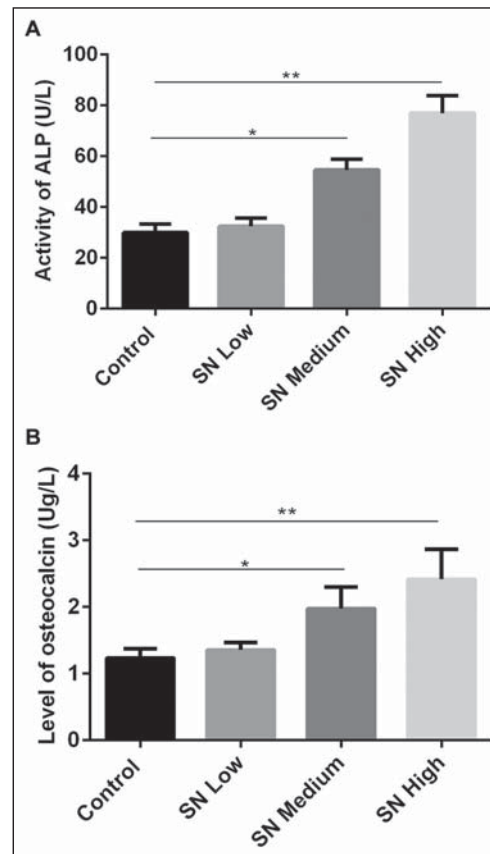 A
Activity of ALP (U/L)
100
80
60
40
20
0
**
*
Control
SN Low
SN Medium
SN High
B
Level of osteocalcin (Ug/L)
4
3
2
1
0
**
*
Control
SN Low
SN Medium
SN High